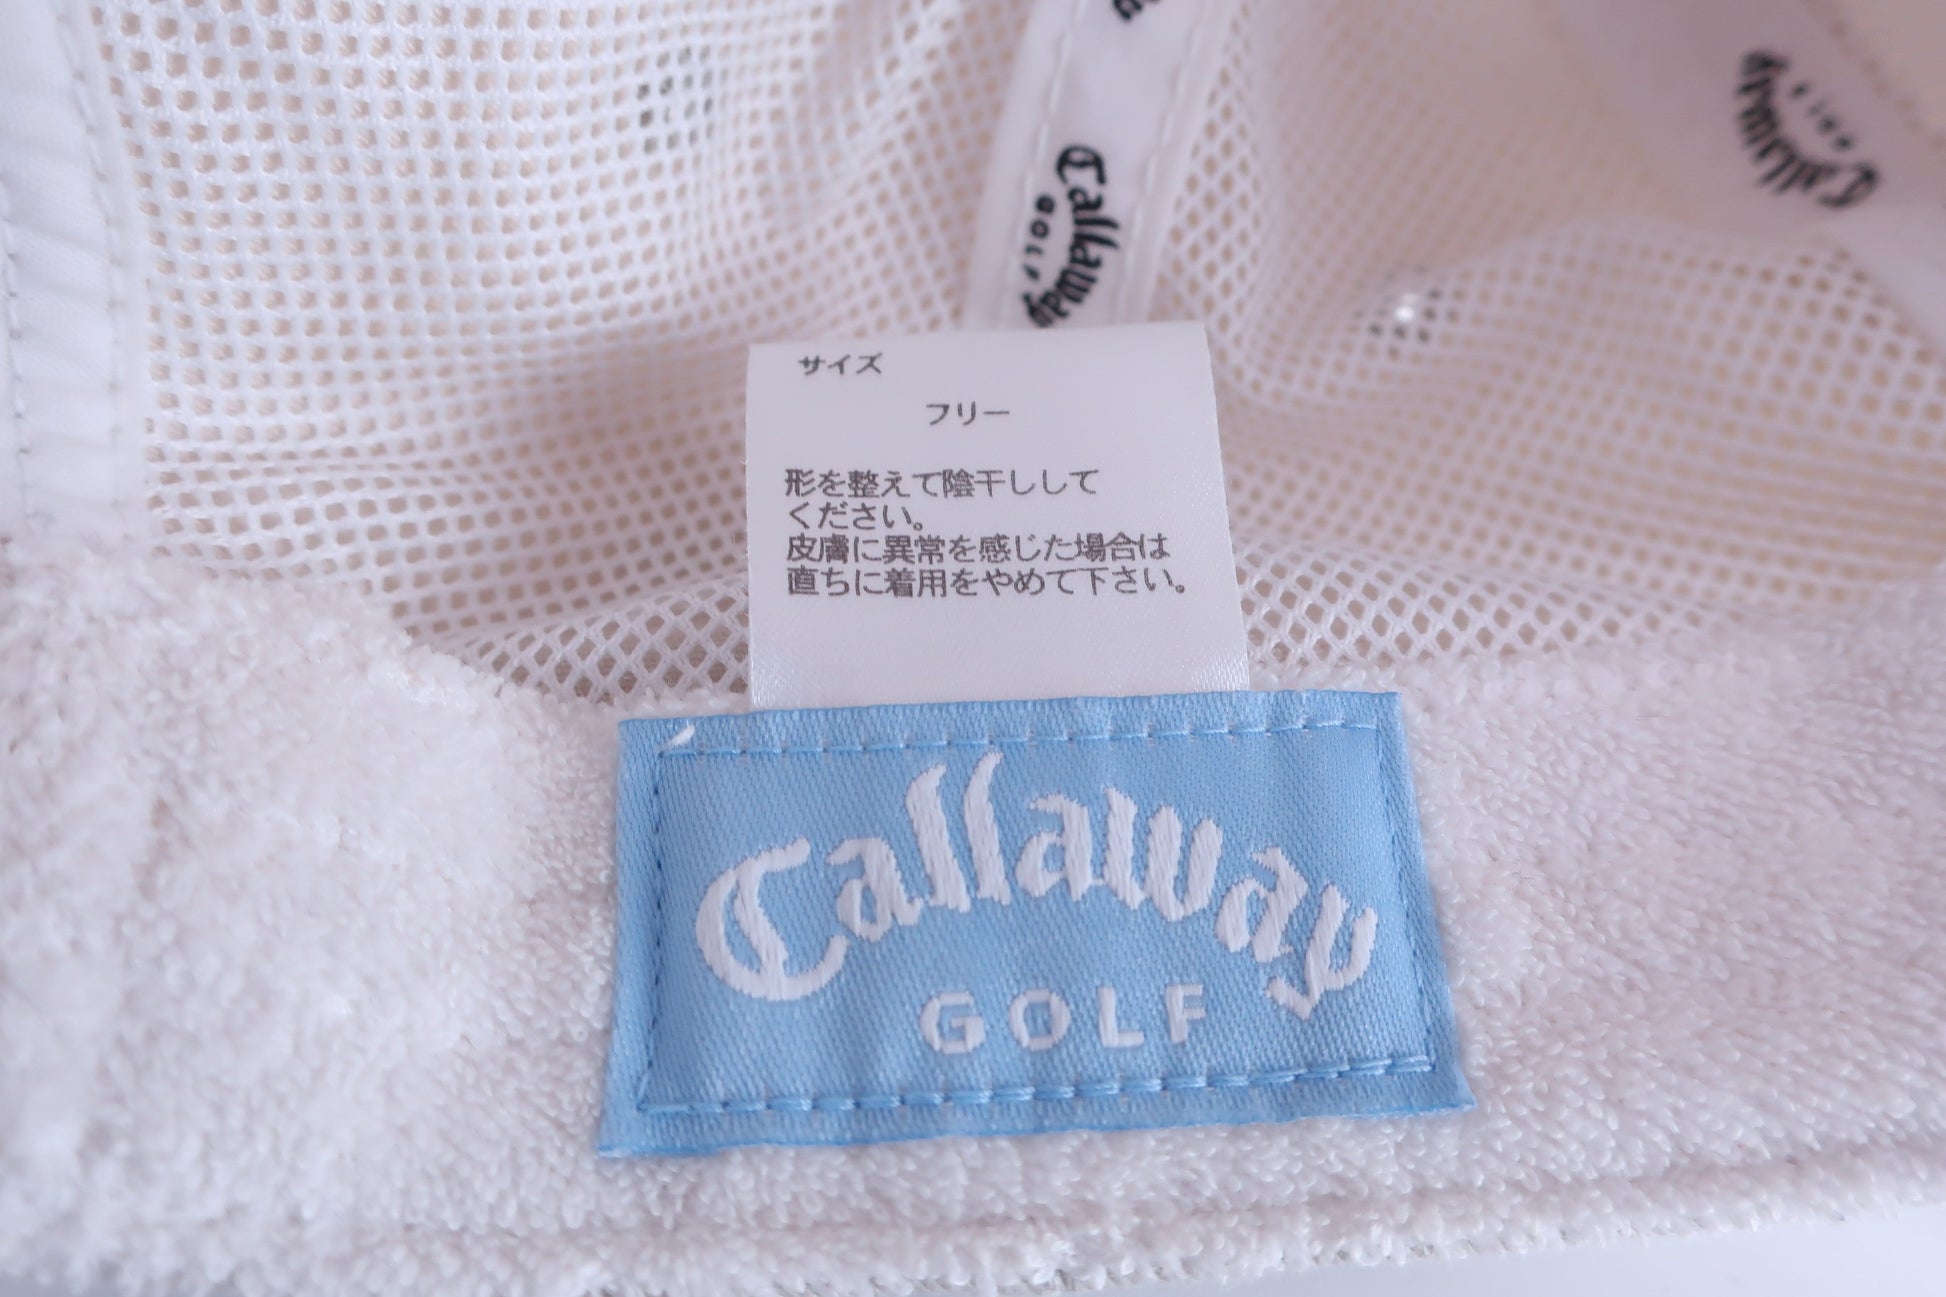 Callaway
GOLF
Callaway
GOLF
サイズ
フリー
形を整えて陰干しして
ください。
皮膚に異常を感じた場合は
直ちに着用をやめて下さい。
Callaway
GOLF